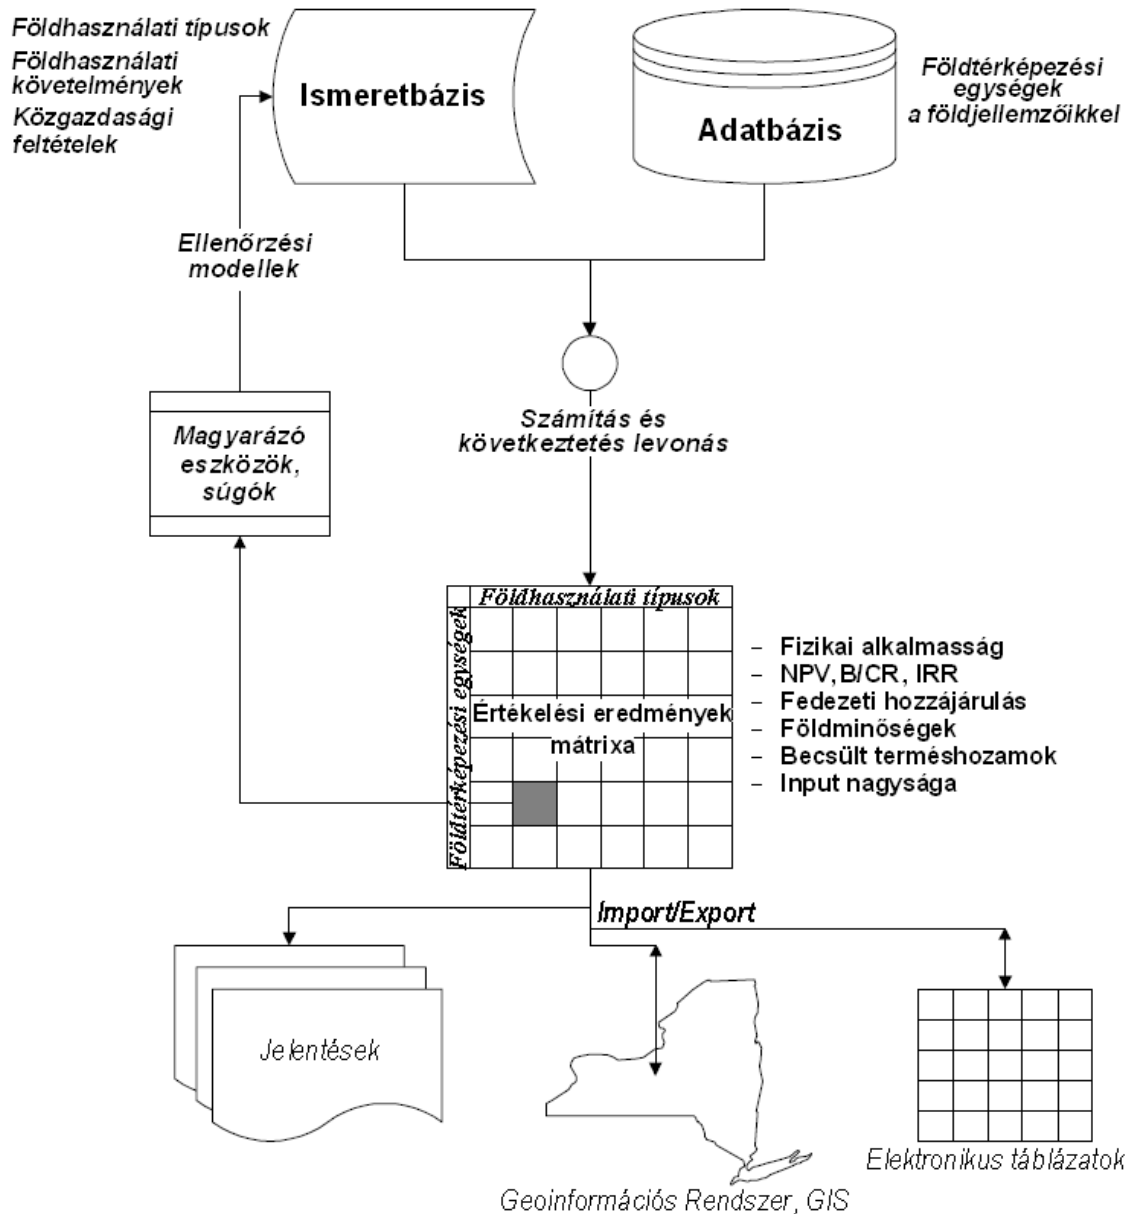 Földhasználati típusok
Földhasználati
követelmények
Közgazdasági
feltételek
Ismeretbázis
Adatbázis
Földtérképezési
egységek
a földjellemzőikkel
Ellenőrzési
modellek
Számítás és
következtetés levonás
Magyarázó
eszközök,
súgók
Földhasználati típusok
Földtérképezési egységek
Értékelési eredmények
mátrixa
– Fizikai alkalmasság
– NPV, B/CR, IRR
– Fedezeti hozzájárulás
– Földminőségek
– Becsült terméshozamok
– Input nagysága
Import/Export
Jelentések
Geoinformációs Rendszer, GIS
Elektronikus táblázatok